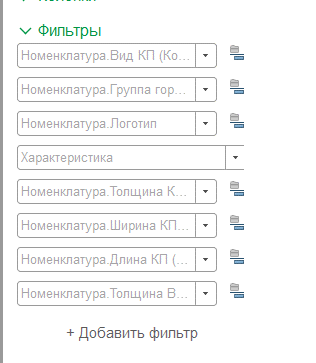 Фильтры
Номенклатура.Вид КП (Ко...
Номенклатура.Группа гор...
Номенклатура.Логотип
Характеристика
Номенклатура.Толщина К...
Номенклатура.Ширина КП...
Номенклатура.Длина КП (...
Номенклатура.Толщина В...
+ Добавить фильтр